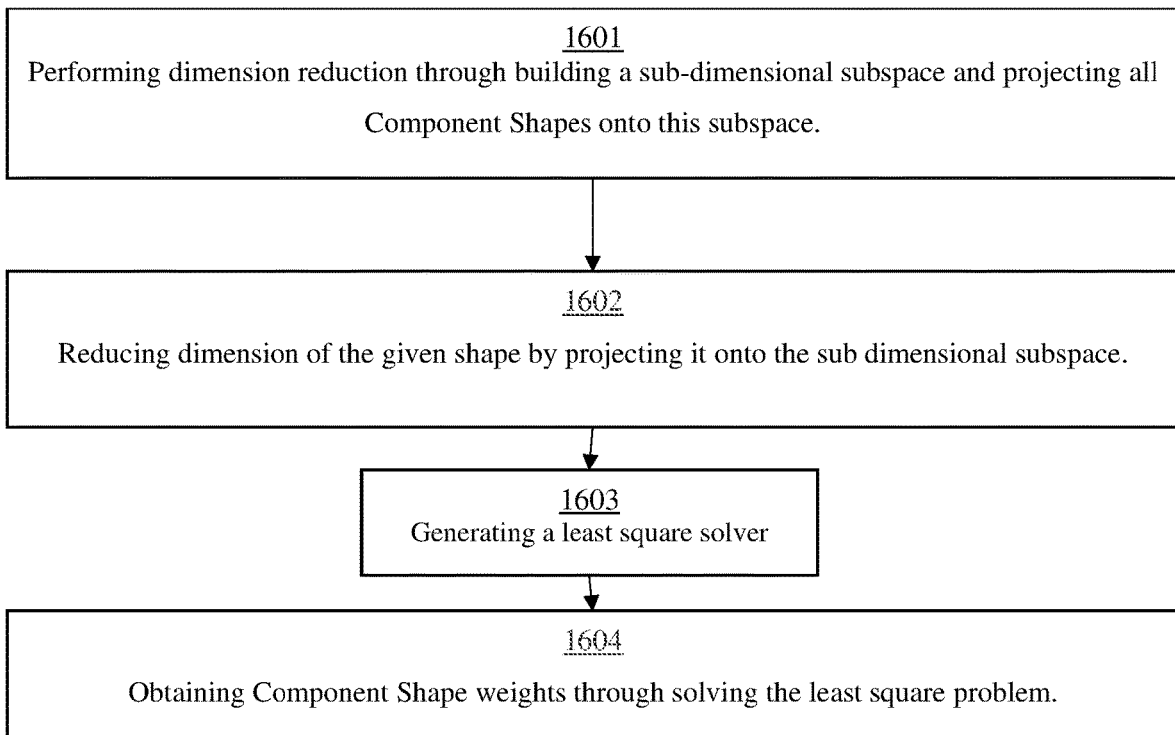 1601
Performing dimension reduction through building a sub-dimensional subspace and projecting all
Component Shapes onto this subspace.
1602
Reducing dimension of the given shape by projecting it onto the sub dimensional subspace.
1603
Generating a least square solver
1604
Obtaining Component Shape weights through solving the least square problem.